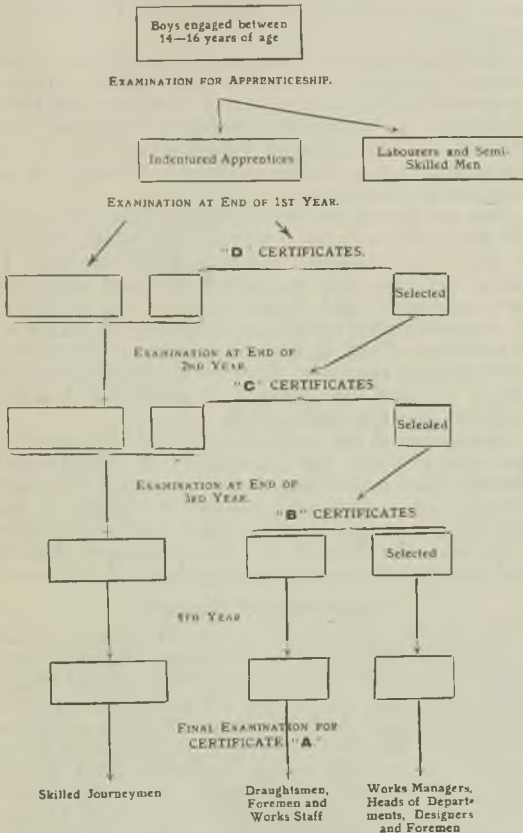 Boys engaged between
14—16 years of age
EXAMINATION FOR APPRENTICESHIP.
Indentured Apprentices
Labourers and Semi-
Skilled Men
EXAMINATION AT END OF 1ST YEAR.
"D" CERTIFICATES.
Selected
EXAMINATION AT END OF
2ND YEAR.
"C" CERTIFICATES
Selected
EXAMINATION AT END OF
3RD YEAR.
"B" CERTIFICATES
Selected
5TH YEAR
FINAL EXAMINATION FOR
CERTIFICATE "A."
Skilled Journeymen
Draughtsmen,
Foremen and
Works Staff
Works Managers,
Heads of Depart-
ments, Designers
and Foremen